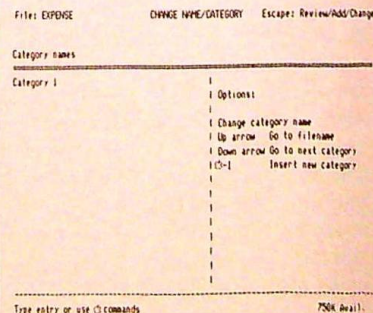 File: EXPENSE CHANGE NAME/CATEGORY Escape: Review/Add/Change
Category names
Category 1
Options:
Change category name
Up arrow Go to filename
Down arrow Go to next category
-I Insert new category
Type entry or use commands 750K Avail.